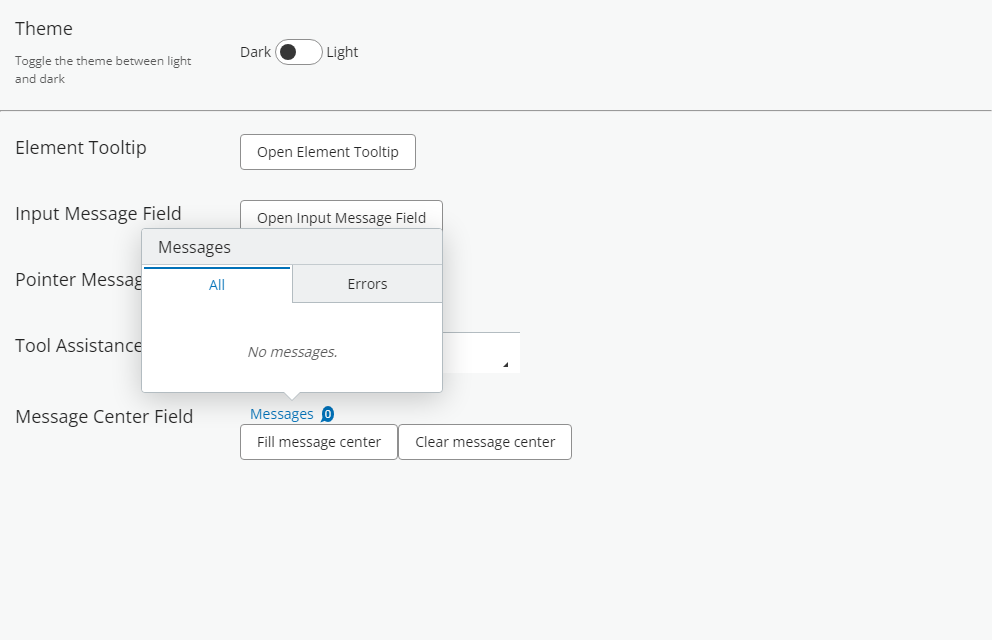 Theme
Toggle the theme between light
and dark
Dark Light
Element Tooltip
Open Element Tooltip
Input Message Field
Open Input Message Field
Pointer Messag
Messages
All
Errors
No messages.
Tool Assistance
Message Center Field
Messages 0
Fill message center
Clear message center